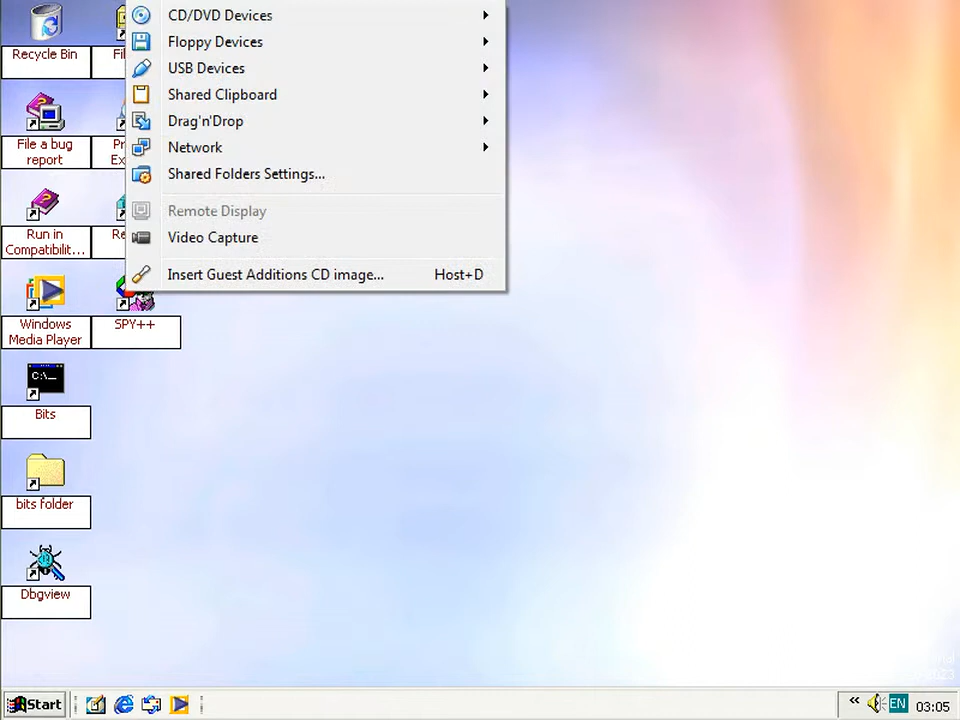 CD/DVD Devices
Floppy Devices
USB Devices
Shared Clipboard
Drag'n'Drop
Network
Shared Folders Settings...
Remote Display
Video Capture
Insert Guest Additions CD image... Host+D
Recycle Bin
File a bug
report
Run in
Compatibilit...
Windows
Media Player
SPY++
C:\_
Bits
bits folder
Dbgview
Start
EN
03:05